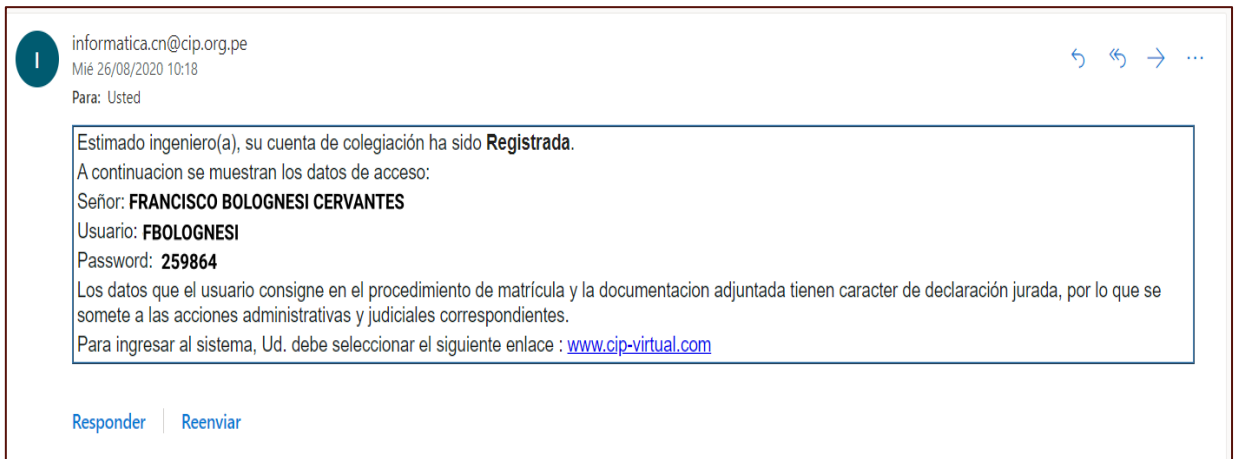 I
informatica.cn@cip.org.pe
Mié 26/08/2020 10:18
Para: Usted
Estimado ingeniero(a), su cuenta de colegiación ha sido Registrada.
A continuacion se muestran los datos de acceso:
Señor: FRANCISCO BOLOGNESI CERVANTES
Usuario: FBOLOGNESI
Password: 259864
Los datos que el usuario consigne en el procedimiento de matrícula y la documentacion adjuntada tienen caracter de declaración jurada, por lo que se
somete a las acciones administrativas y judiciales correspondientes.
Para ingresar al sistema, Ud. debe seleccionar el siguiente enlace : www.cip-virtual.com
Responder Reenviar